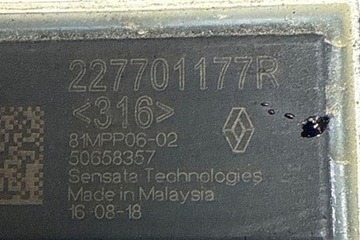 227701177R
<316>
81MPP06-02
50658357
Sensata Technologies
Made in Malaysia
16-08-18